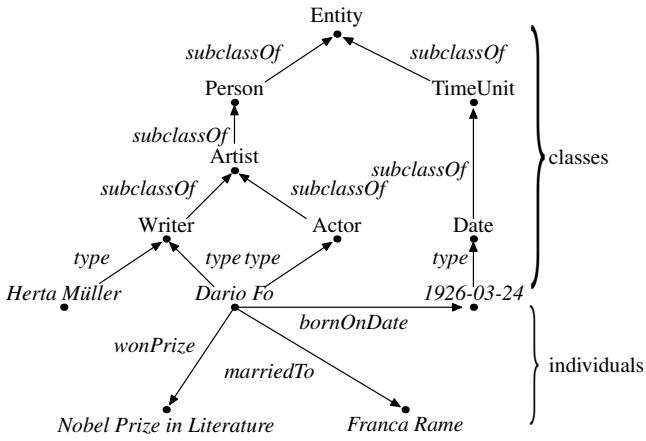 Entity
subclassOf
subclassOf
Person
TimeUnit
subclassOf
Artist
classes
subclassOf
subclassOf
subclassOf
Writer
Actor
Date
type
type
type
type
Herta Müller
Dario Fo
1926-03-24
bornOnDate
wonPrize
marriedTo
individuals
Nobel Prize in Literature
Franca Rame